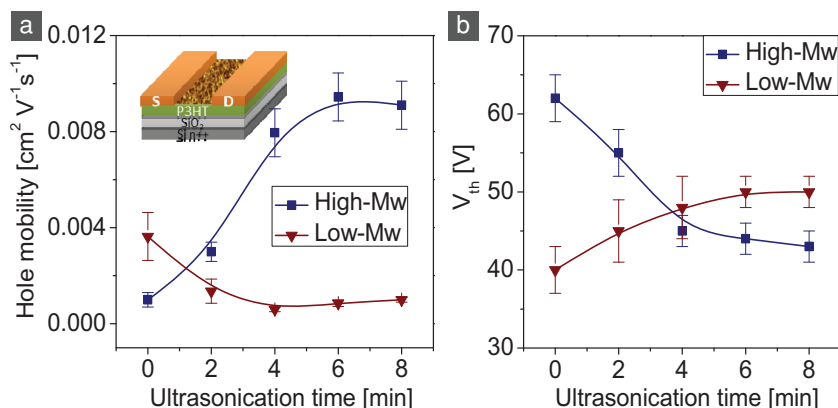 a
0.012
0.008
0.004
0.000
Hole mobility [cm² V⁻¹s⁻¹]
S
D
P3HT
SiO₂
High-Mw
Low-Mw
0 2 4 6 8
Ultrasonication time [min]
b
70
60
50
40
30
Vth [V]
High-Mw
Low-Mw
0 2 4 6 8
Ultrasonication time [min]